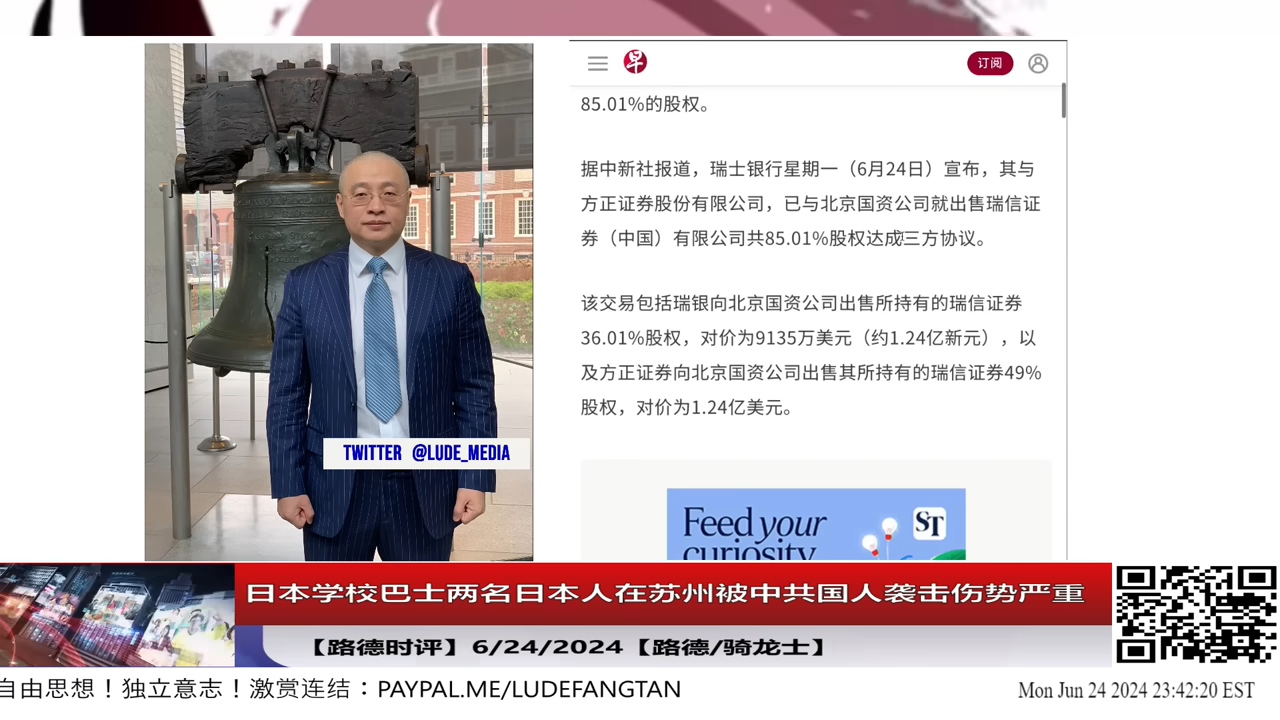 早
订阅
85.01%的股权。
据中新社报道，瑞士银行星期一（6月24日）宣布，其与
方正证券股份有限公司，已与北京国资公司就出售瑞信证
券（中国）有限公司共85.01%股权达成三方协议。
该交易包括瑞银向北京国资公司出售所持有的瑞信证券
36.01%股权，对价为9135万美元（约1.24亿新元），以
及方正证券向北京国资公司出售其所持有的瑞信证券49%
股权，对价为1.24亿美元。
Feed your
curiosity
ST
TWITTER @LUDE_MEDIA
日本学校巴士两名日本人在苏州被中共国人袭击伤势严重
【路德时评】6/24/2024【路德/骑龙士】
自由思想！独立意志！激赏连结：PAYPAL.ME/LUDEFANGTAN
Mon Jun 24 2024 23:42:20 EST